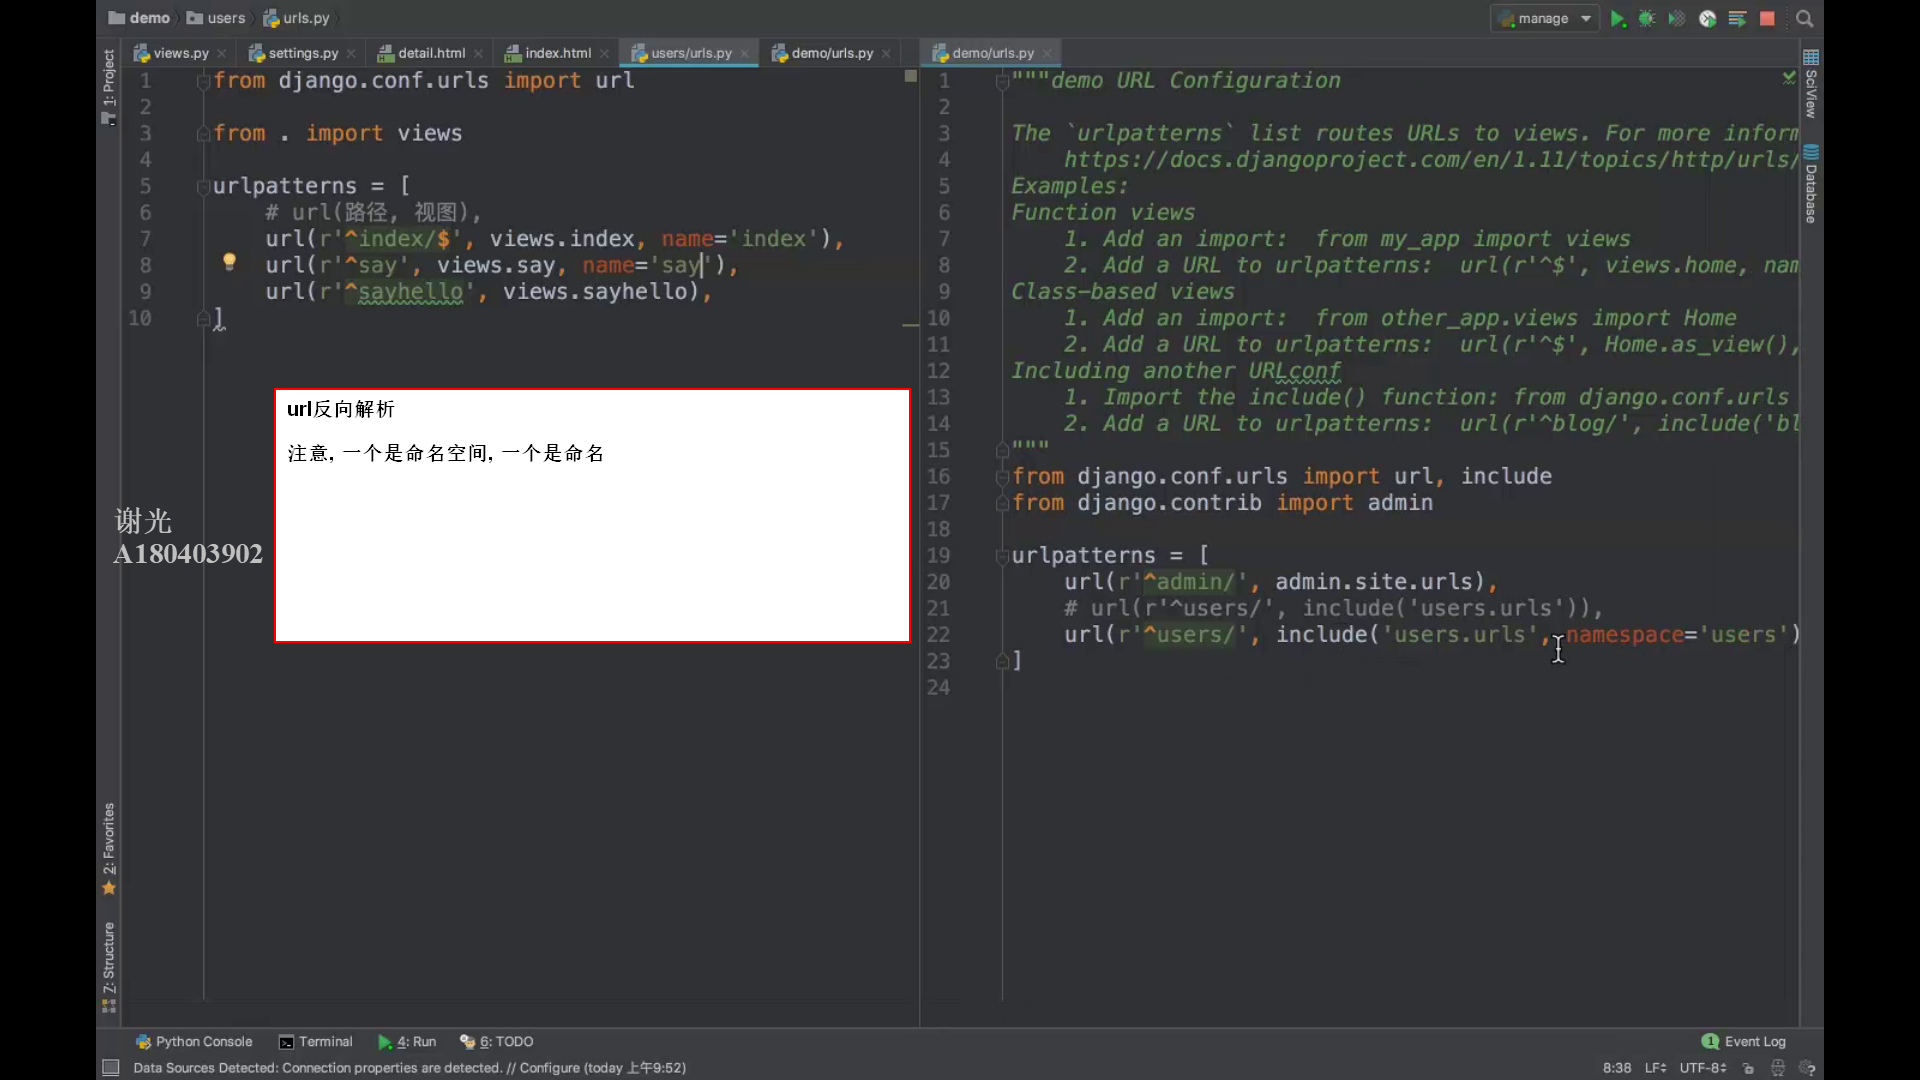 demo users urls.py
manage
views.py settings.py detail.html index.html users/urls.py demo/urls.py
demo/urls.py
1: Project
1 from django.conf.urls import url
2
3 from . import views
4
5 urlpatterns = [
6 # url(路径, 视图),
7 url(r'^index/$', views.index, name='index'),
8 url(r'^say', views.say, name='say'),
9 url(r'^sayhello', views.sayhello),
10 ]
url反向解析
注意, 一个是命名空间, 一个是命名
谢光
A180403902
2: Favorites
Z: Structure
1 """demo URL Configuration
2
3 The `urlpatterns` list routes URLs to views. For more inform
4 https://docs.djangoproject.com/en/1.11/topics/http/urls/
5 Examples:
6 Function views
7 1. Add an import:  from my_app import views
8 2. Add a URL to urlpatterns:  url(r'^$', views.home, nam
9 Class-based views
10 1. Add an import:  from other_app.views import Home
11 2. Add a URL to urlpatterns:  url(r'^$', Home.as_view(),
12 Including another URLconf
13 1. Import the include() function: from django.conf.urls
14 2. Add a URL to urlpatterns:  url(r'^blog/', include('bl
15 """
16 from django.conf.urls import url, include
17 from django.contrib import admin
18
19 urlpatterns = [
20 url(r'^admin/', admin.site.urls),
21 # url(r'^users/', include('users.urls')),
22 url(r'^users/', include('users.urls', namespace='users')
23 ]
24
SciView
Database
Python Console Terminal 4: Run 6: TODO
1 Event Log
Data Sources Detected: Connection properties are detected. // Configure (today 上午9:52)
8:38 LF UTF-8